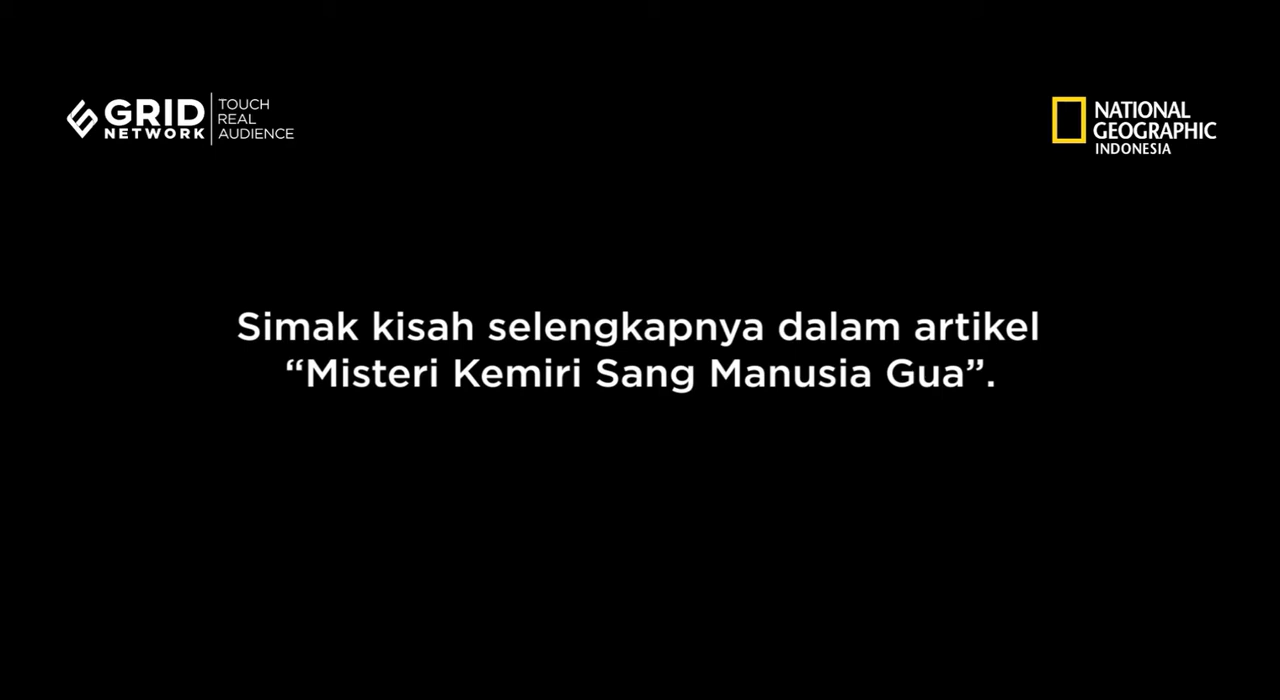 GRID
NETWORK
TOUCH
REAL
AUDIENCE
NATIONAL
GEOGRAPHIC
INDONESIA
Simak kisah selengkapnya dalam artikel
“Misteri Kemiri Sang Manusia Gua”.